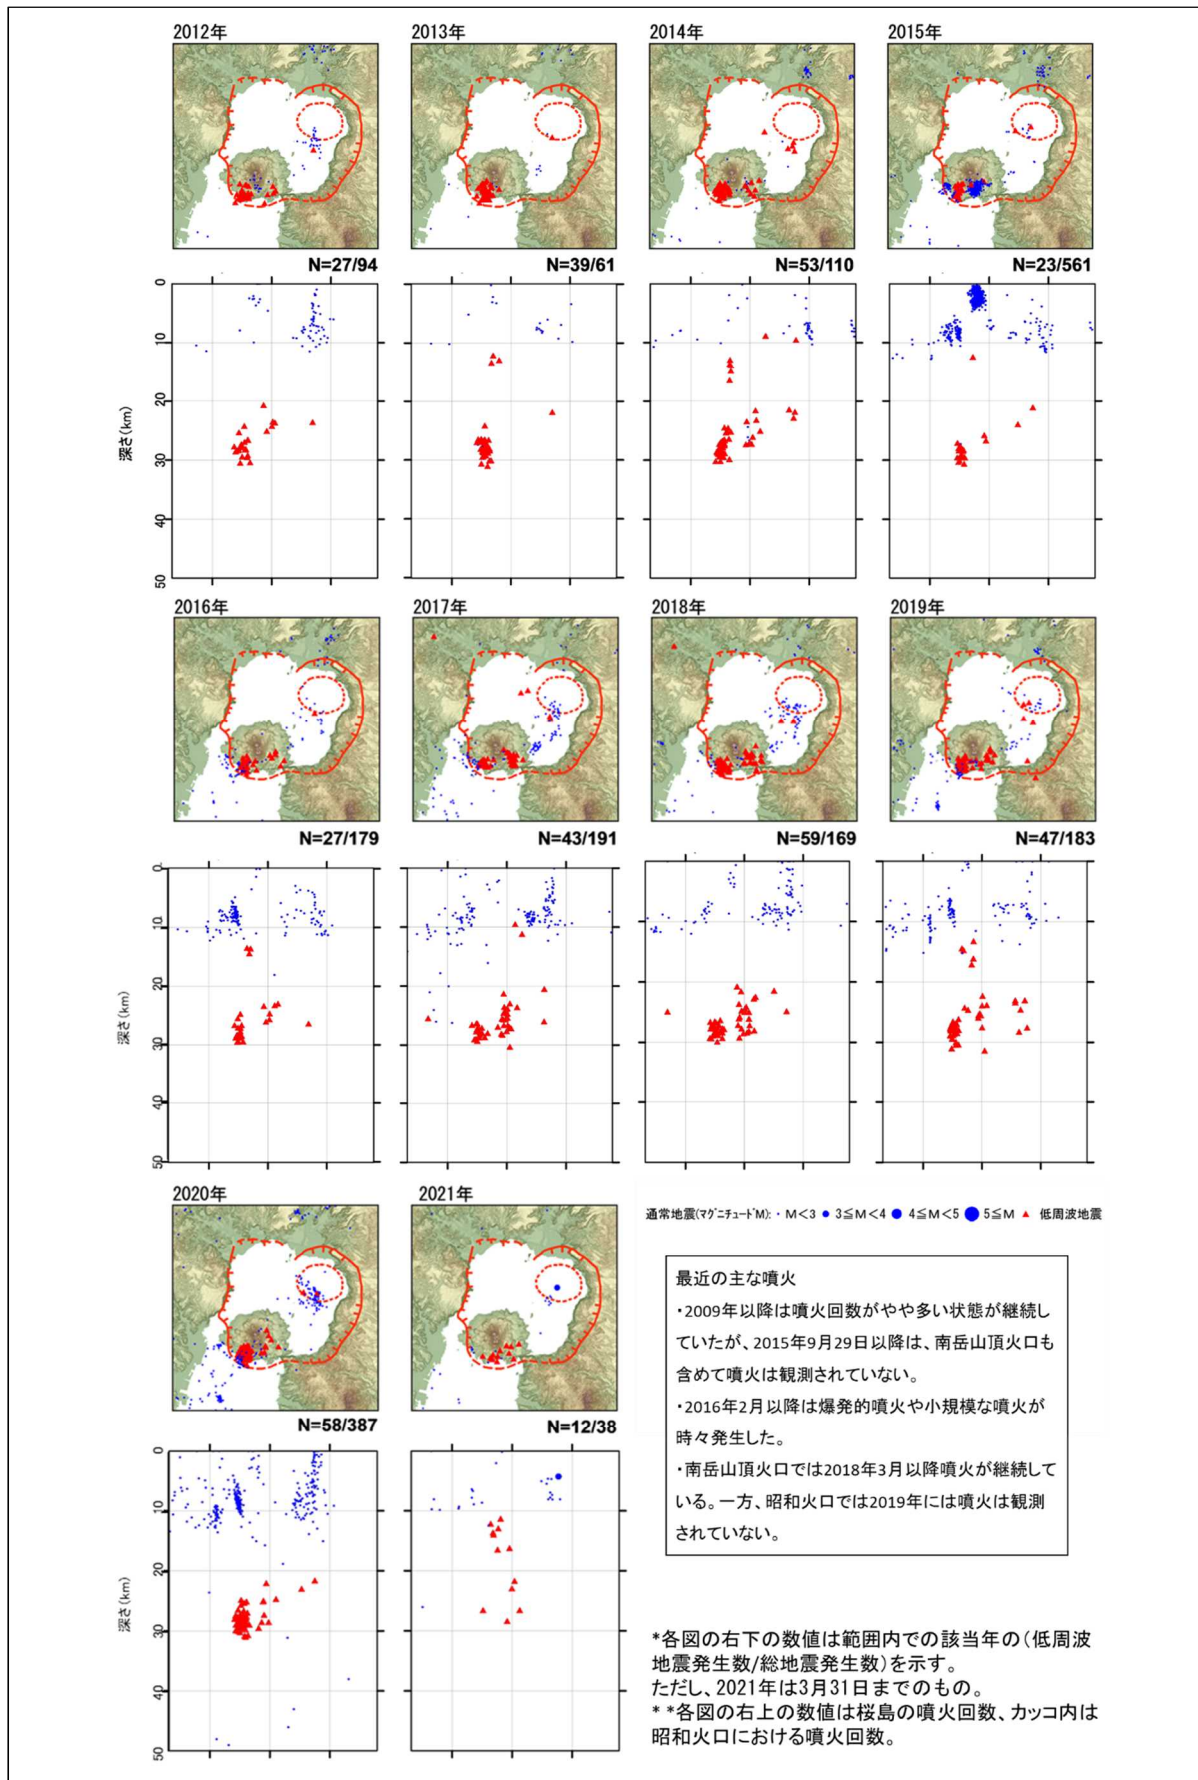 2012年
2013年
2014年
2015年
N=27/94
N=39/61
N=53/110
N=23/561
0
10
20
30
40
50
深さ(km)
2016年
2017年
2018年
2019年
N=27/179
N=43/191
N=59/169
N=47/183
0
10
20
30
40
50
深さ(km)
2020年
2021年
N=58/387
N=12/38
0
10
20
30
40
50
深さ(km)
通常地震(マグニチュードM): M<3 3≦M<4 4≦M<5 5≦M 低周波地震
最近の主な噴火
・2009年以降は噴火回数がやや多い状態が継続し
ていたが、2015年9月29日以降は、南岳山頂火口も
含めて噴火は観測されていない。
・2016年2月以降は爆発的噴火や小規模な噴火が
時々発生した。
・南岳山頂火口では2018年3月以降噴火が継続して
いる。一方、昭和火口では2019年には噴火は観測
されていない。
*各図の右下の数値は範囲内での該当年の(低周波
地震発生数/総地震発生数)を示す。
ただし、2021年は3月31日までのもの。
**各図の右上の数値は桜島の噴火回数、カッコ内は
昭和火口における噴火回数。